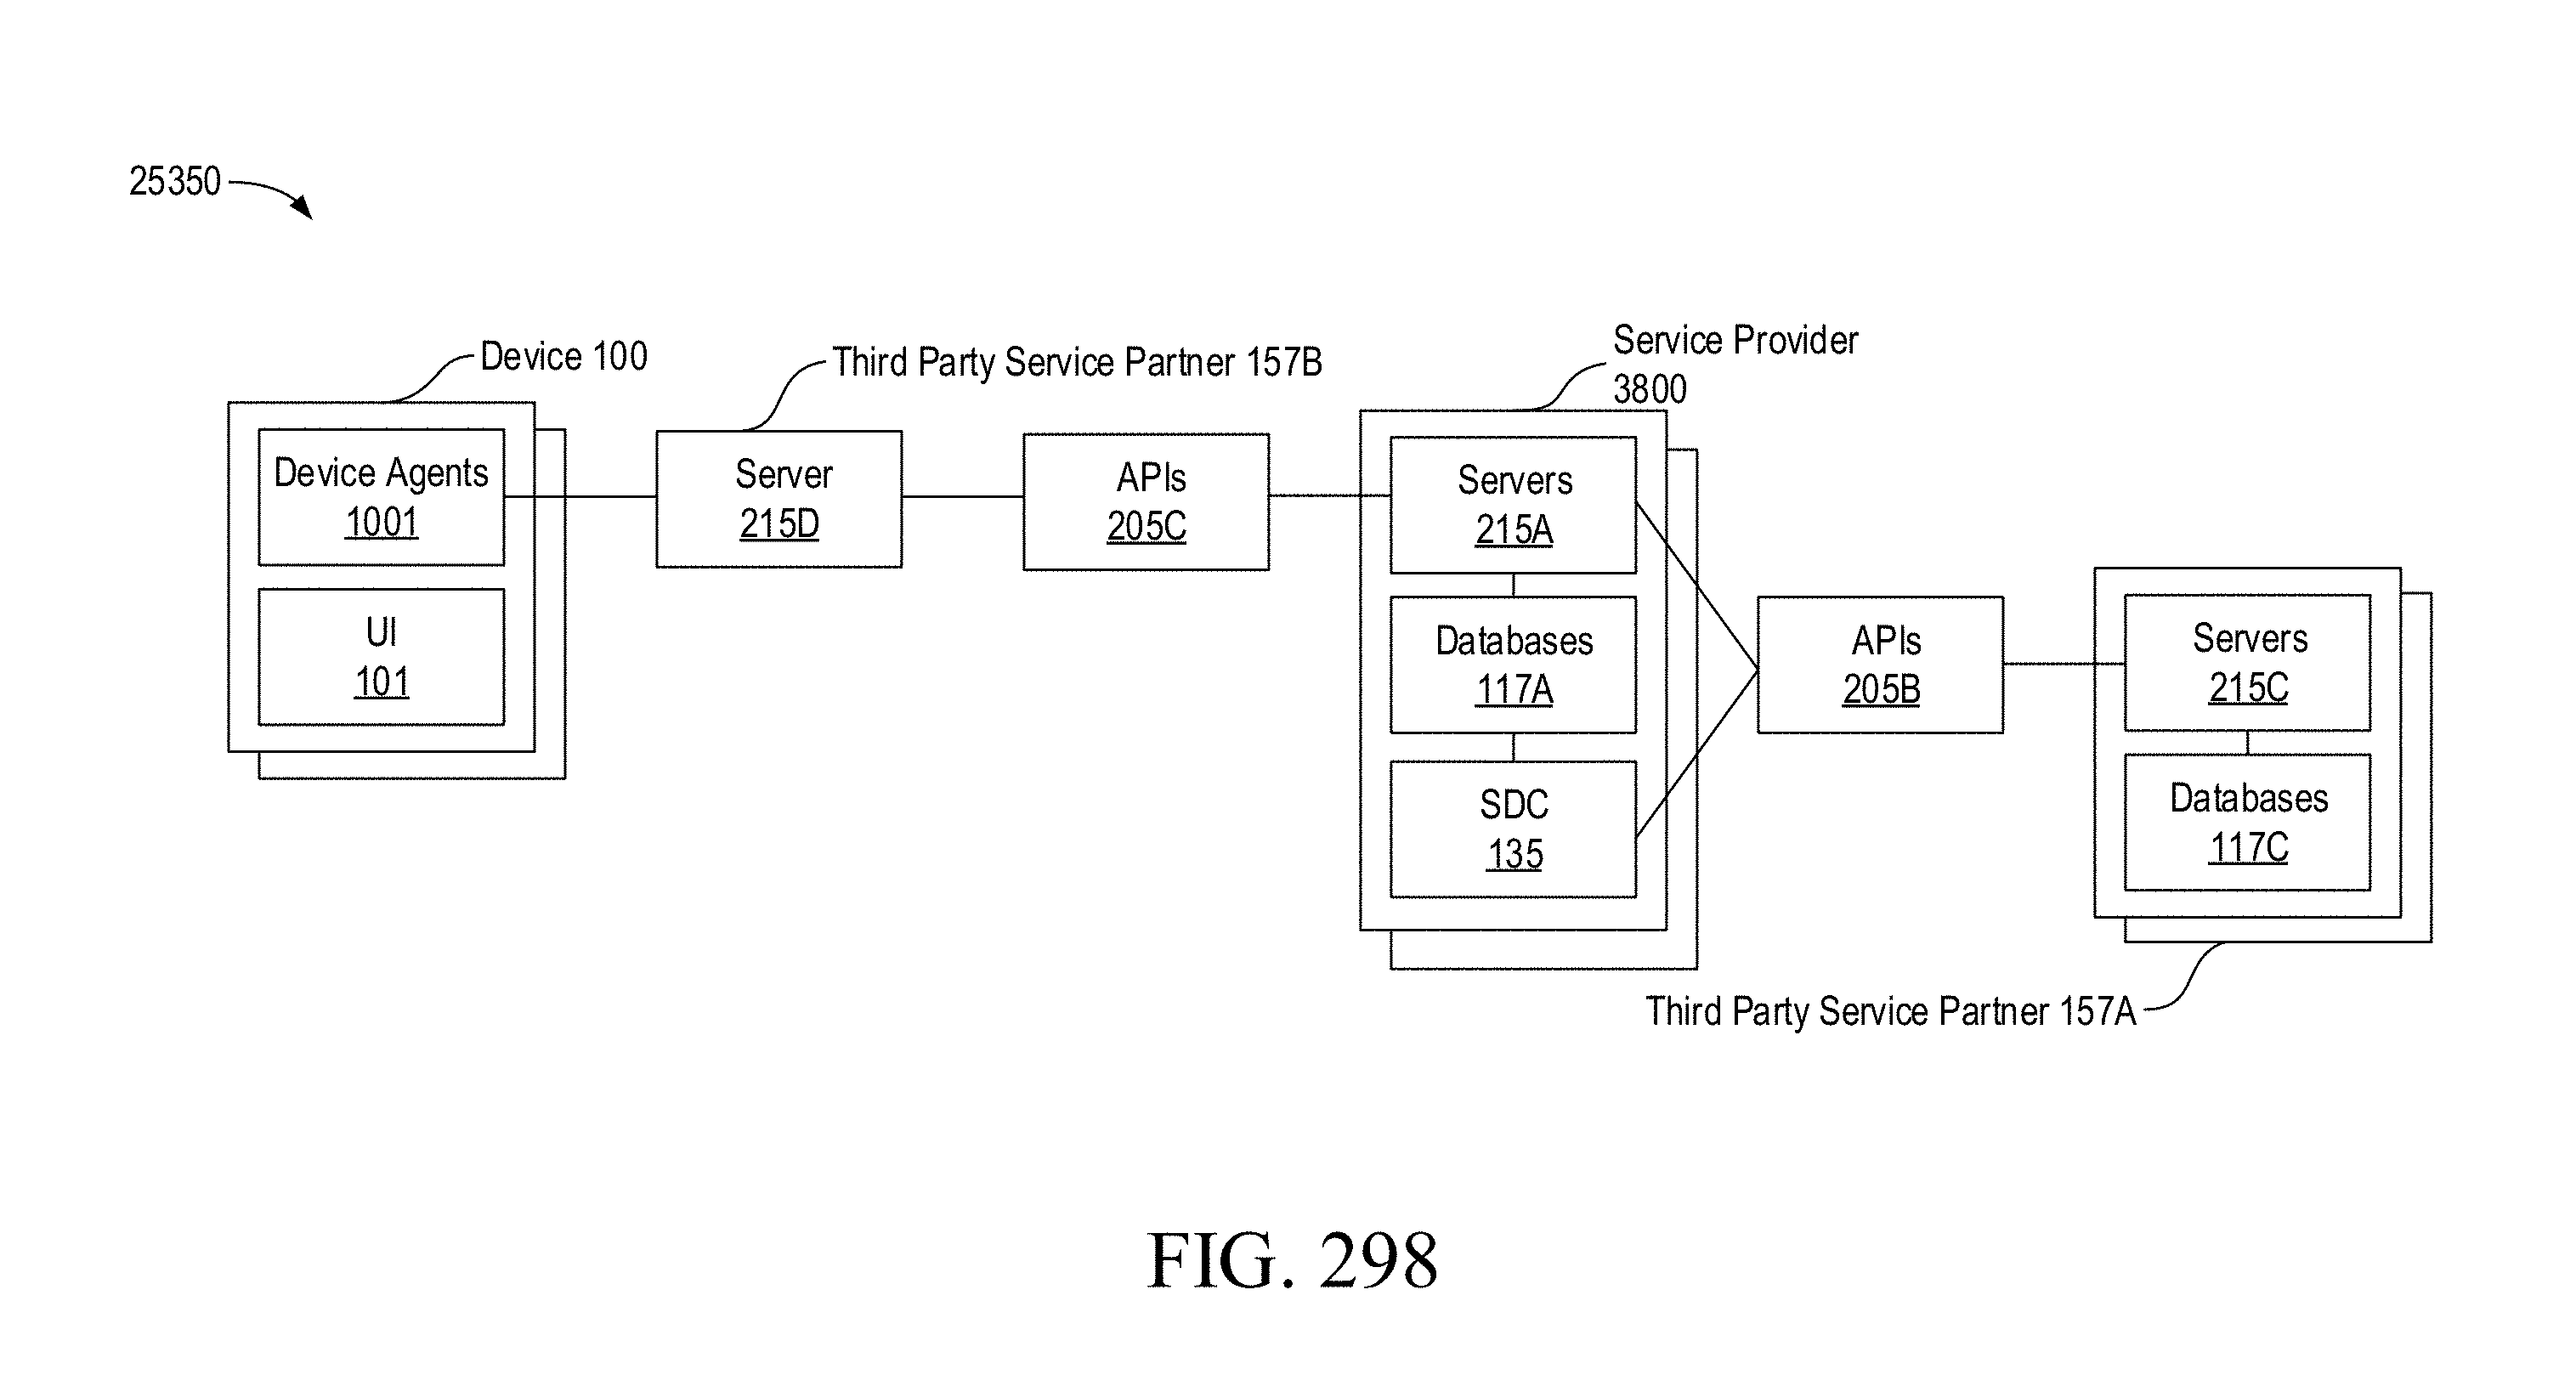 25350
Device 100
Third Party Service Partner 157B
Service Provider
3800
Device Agents
1001
UI
101
Server
215D
APIs
205C
Servers
215A
Databases
117A
SDC
135
APIs
205B
Servers
215C
Databases
117C
Third Party Service Partner 157A
FIG. 298